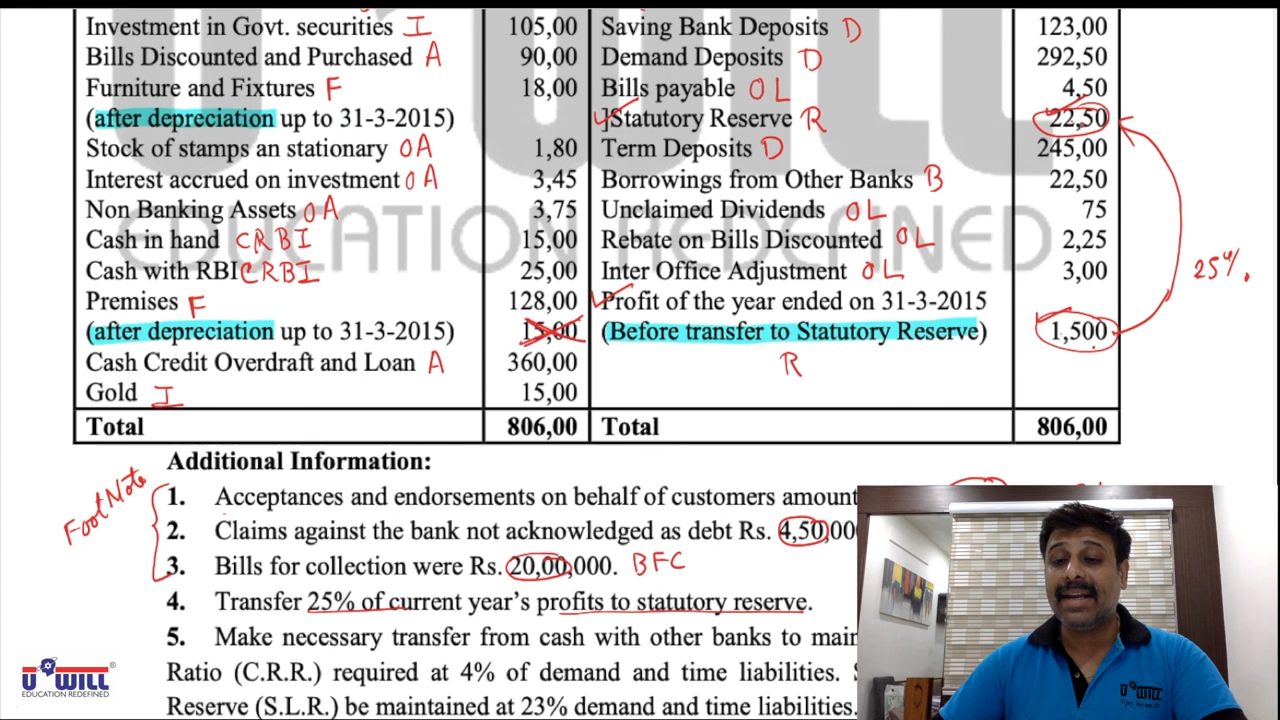 Investment in Govt. securities I 105,00 Saving Bank Deposits D 123,00
Bills Discounted and Purchased A 90,00 Demand Deposits D 292,50
Furniture and Fixtures F 18,00 Bills payable OL 4,50
(after depreciation up to 31-3-2015) ]Statutory Reserve R 22,50
Stock of stamps an stationary OA 1,80 Term Deposits D 245,00
Interest accrued on investment OA 3,45 Borrowings from Other Banks B 22,50
Non Banking Assets OA 3,75 Unclaimed Dividends OL 75
Cash in hand CRBI 15,00 Rebate on Bills Discounted OL 2,25
Cash with RBI CRBI 25,00 Inter Office Adjustment OL 3,00
25%.
Premises F 128,00 Profit of the year ended on 31-3-2015
(after depreciation up to 31-3-2015) 15,00 (Before transfer to Statutory Reserve) 1,500
Cash Credit Overdraft and Loan A 360,00 R
Gold I 15,00
Total 806,00 Total 806,00
EDUCATION REDEFINED
Additional Information:
Foot Note
1. Acceptances and endorsements on behalf of customers amount
2. Claims against the bank not acknowledged as debt Rs. 4,50,00
3. Bills for collection were Rs. 20,00,000. BFC
4. Transfer 25% of current year's profits to statutory reserve.
5. Make necessary transfer from cash with other banks to main
Ratio (C.R.R.) required at 4% of demand and time liabilities. S
Reserve (S.L.R.) be maintained at 23% demand and time liabilities.
U WILL
EDUCATION REDEFINED
U WILL